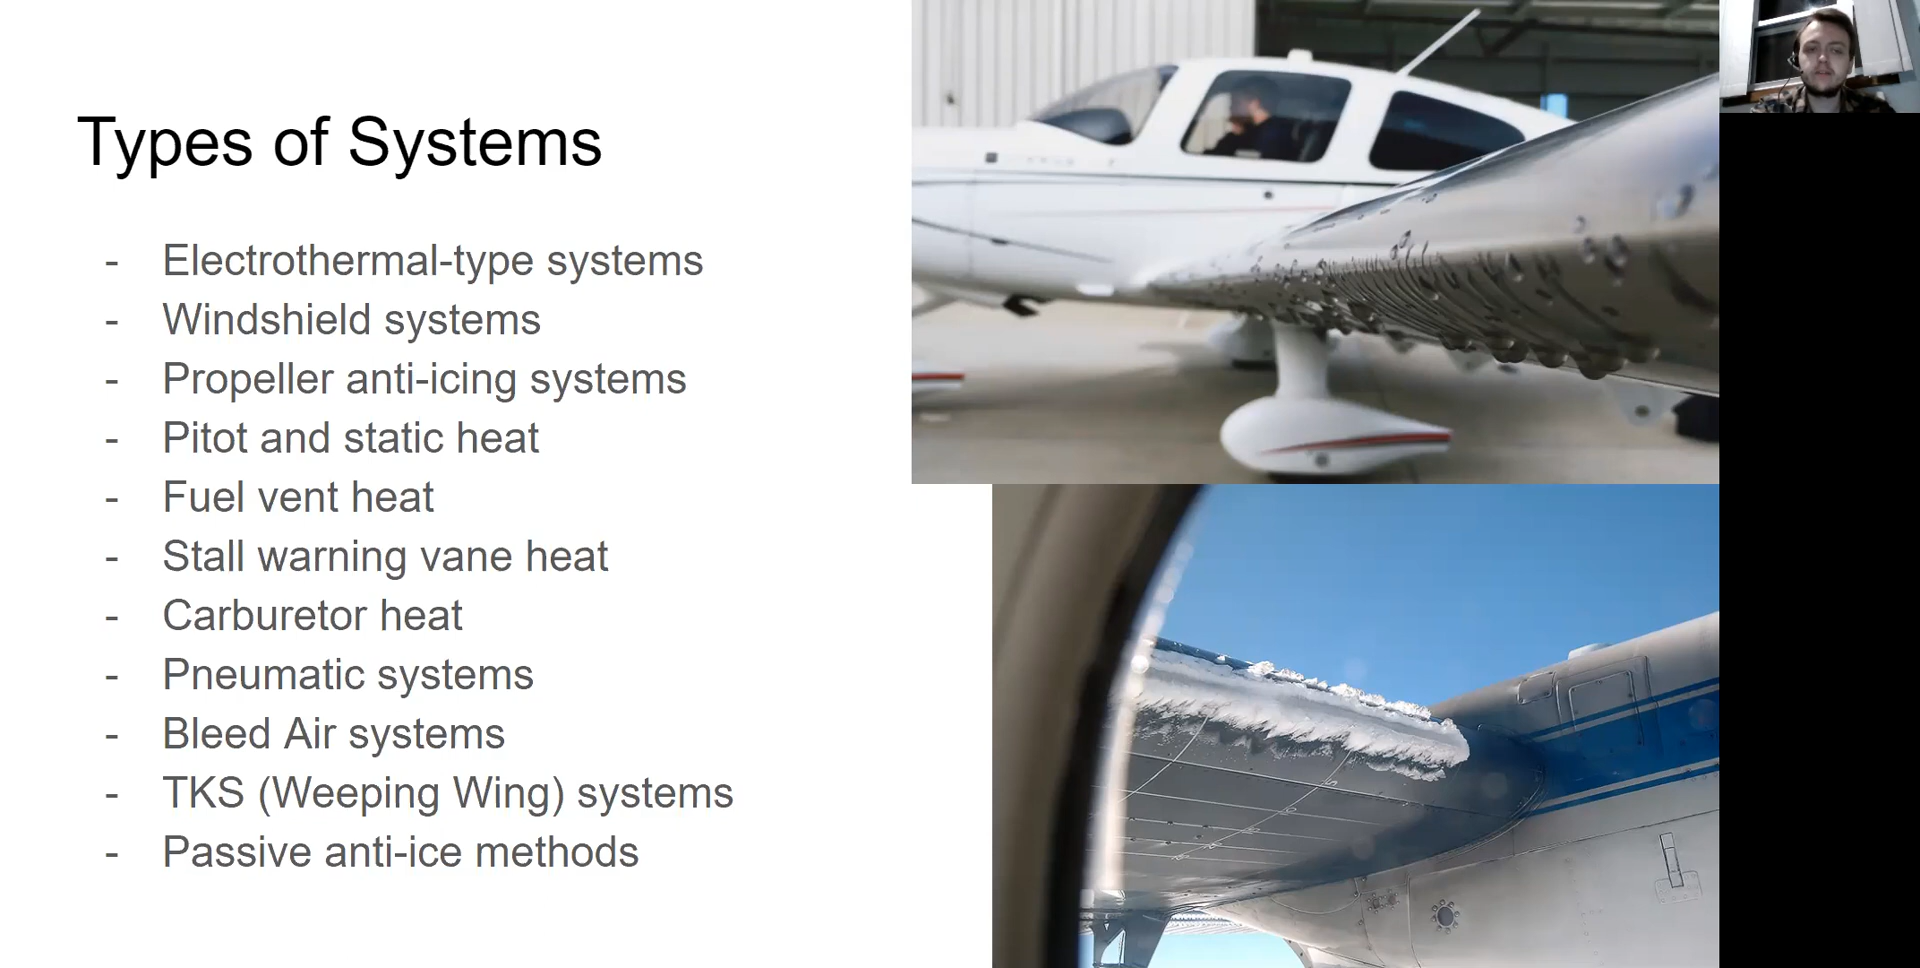 Types of Systems
- Electrothermal-type systems
- Windshield systems
- Propeller anti-icing systems
- Pitot and static heat
- Fuel vent heat
- Stall warning vane heat
- Carburetor heat
- Pneumatic systems
- Bleed Air systems
- TKS (Weeping Wing) systems
- Passive anti-ice methods